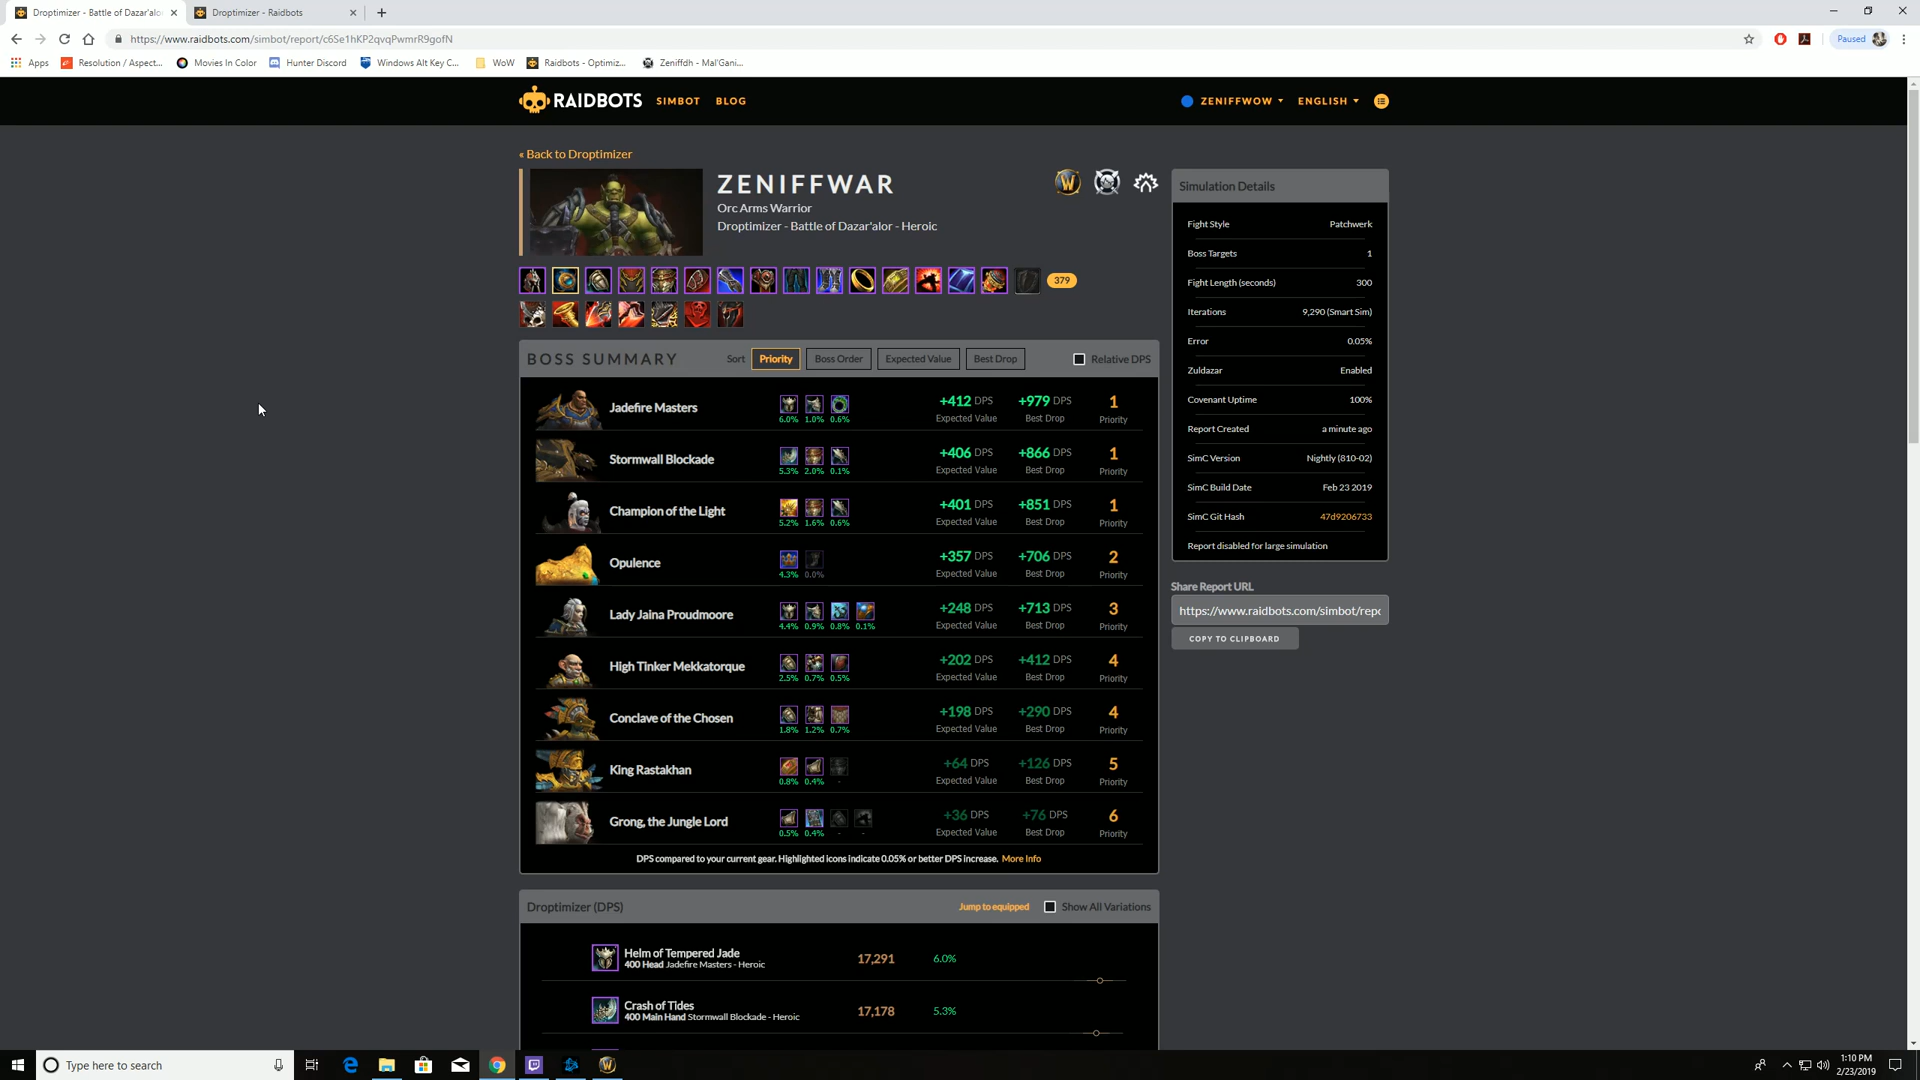 Droptimizer - Battle of Dazar'alo
Droptimizer - Raidbots
https://www.raidbots.com/simbot/report/c6Se1hKP2qvqPwmrR9gofN
Paused
Apps
Resolution / Aspect...
Movies In Color
Hunter Discord
Windows Alt Key C...
WoW
Raidbots - Optimiz...
Zeniffdh - Mal'Gani...
RAIDBOTS
SIMBOT
BLOG
ZENIFFWOW
ENGLISH
« Back to Droptimizer
ZENIFFWAR
Orc Arms Warrior
Droptimizer - Battle of Dazar'alor - Heroic
379
BOSS SUMMARY
Sort
Priority
Boss Order
Expected Value
Best Drop
Relative DPS
Jadefire Masters
6.0% 1.0% 0.6%
+412 DPS +979 DPS 1
Expected Value Best Drop Priority
Stormwall Blockade
5.3% 2.0% 0.1%
+406 DPS +866 DPS 1
Expected Value Best Drop Priority
Champion of the Light
5.2% 1.6% 0.6%
+401 DPS +851 DPS 1
Expected Value Best Drop Priority
Opulence
4.3% 0.0%
+357 DPS +706 DPS 2
Expected Value Best Drop Priority
Lady Jaina Proudmoore
4.4% 0.9% 0.8% 0.1%
+248 DPS +713 DPS 3
Expected Value Best Drop Priority
High Tinker Mekkatorque
2.5% 0.7% 0.5%
+202 DPS +412 DPS 4
Expected Value Best Drop Priority
Conclave of the Chosen
1.8% 1.2% 0.7%
+198 DPS +290 DPS 4
Expected Value Best Drop Priority
King Rastakhan
0.8% 0.4% -
+64 DPS +126 DPS 5
Expected Value Best Drop Priority
Grong, the Jungle Lord
0.5% 0.4% - -
+36 DPS +76 DPS 6
Expected Value Best Drop Priority
DPS compared to your current gear. Highlighted icons indicate 0.05% or better DPS increase. More Info
Droptimizer (DPS)
Jump to equipped
Show All Variations
Helm of Tempered Jade
400 Head Jadefire Masters - Heroic
17,291 6.0%
Crash of Tides
400 Main Hand Stormwall Blockade - Heroic
17,178 5.3%
Simulation Details
Fight Style Patchwerk
Boss Targets 1
Fight Length (seconds) 300
Iterations 9,290 (Smart Sim)
Error 0.05%
Zuldazar Enabled
Covenant Uptime 100%
Report Created a minute ago
SimC Version Nightly (810-02)
SimC Build Date Feb 23 2019
SimC Git Hash 47d9206733
Report disabled for large simulation
Share Report URL
https://www.raidbots.com/simbot/repo
COPY TO CLIPBOARD
Type here to search
1:10 PM
2/23/2019